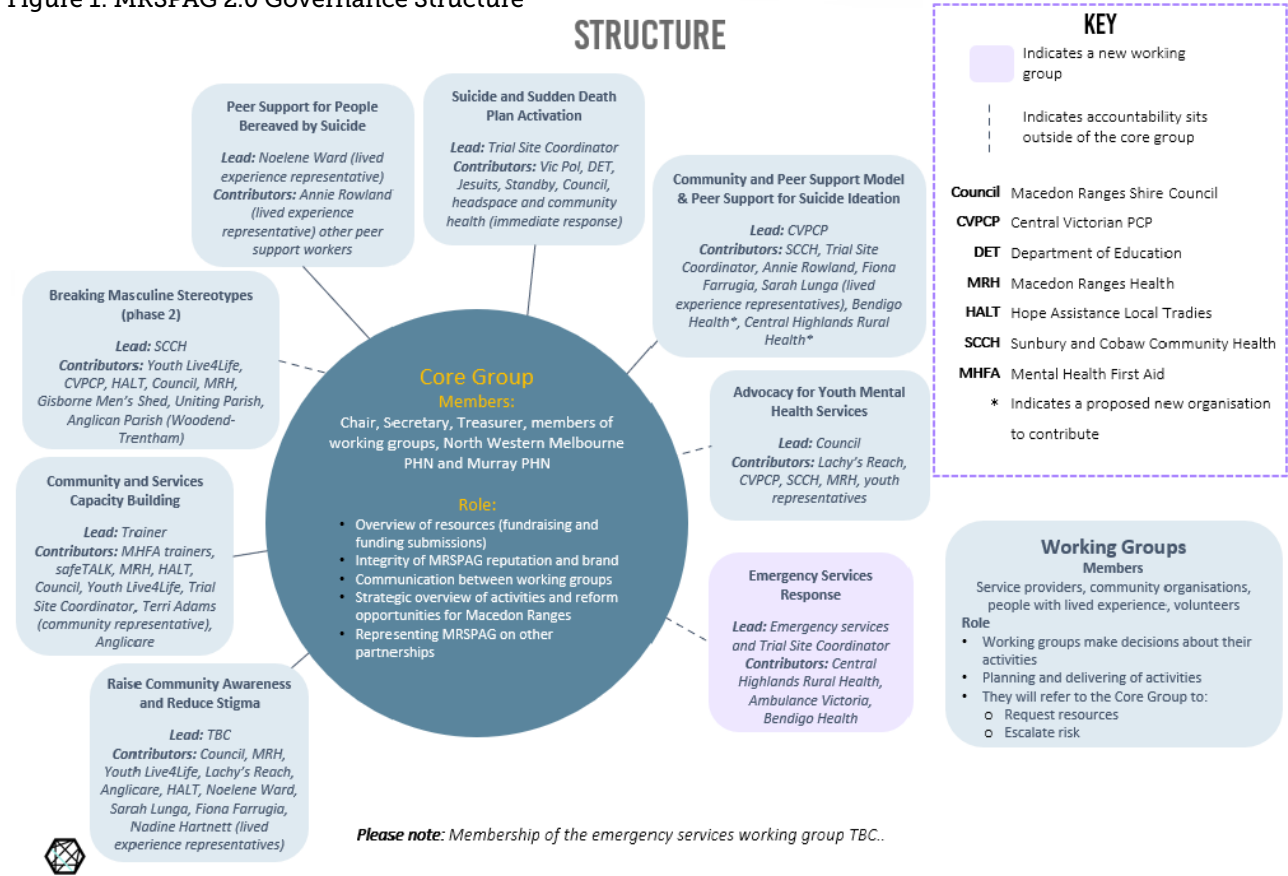 Figure 1: MRSPAG 2.0 Governance Structure
STRUCTURE
KEY
Indicates a new working
group
Indicates accountability sits
outside of the core group
Council Macedon Ranges Shire Council
CVPCP Central Victorian PCP
DET Department of Education
MRH Macedon Ranges Health
HALT Hope Assistance Local Tradies
SCCH Sunbury and Cobaw Community Health
MHFA Mental Health First Aid
* Indicates a proposed new organisation
to contribute
Peer Support for People
Bereaved by Suicide
Lead: Noelene Ward (lived
experience representative)
Contributors: Annie Rowland
(lived experience
representative) other peer
support workers
Suicide and Sudden Death
Plan Activation
Lead: Trial Site Coordinator
Contributors: Vic Pol, DET,
Jesuits, Standby, Council,
headspace and community
health (immediate response)
Community and Peer Support Model
& Peer Support for Suicide Ideation
Lead: CVPCP
Contributors: SCCH, Trial Site
Coordinator, Annie Rowland, Fiona
Farrugia, Sarah Lunga (lived
experience representatives), Bendigo
Health*, Central Highlands Rural
Health*
Breaking Masculine Stereotypes
(phase 2)
Lead: SCCH
Contributors: Youth Live4Life,
CVPCP, HALT, Council, MRH,
Gisborne Men's Shed, Uniting Parish,
Anglican Parish (Woodend-
Trentham)
Core Group
Members:
Chair, Secretary, Treasurer, members of
working groups, North Western Melbourne
PHN and Murray PHN
Role:
• Overview of resources (fundraising and
funding submissions)
• Integrity of MRSPAG reputation and brand
• Communication between working groups
• Strategic overview of activities and reform
opportunities for Macedon Ranges
• Representing MRSPAG on other
partnerships
Advocacy for Youth Mental
Health Services
Lead: Council
Contributors: Lachy's Reach,
CVPCP, SCCH, MRH, youth
representatives
Community and Services
Capacity Building
Lead: Trainer
Contributors: MHFA trainers,
safeTALK, MRH, HALT,
Council, Youth Live4Life, Trial
Site Coordinator, Terri Adams
(community representative),
Anglicare
Emergency Services
Response
Lead: Emergency services
and Trial Site Coordinator
Contributors: Central
Highlands Rural Health,
Ambulance Victoria,
Bendigo Health
Working Groups
Members
Service providers, community organisations,
people with lived experience, volunteers
Role
• Working groups make decisions about their
activities
• Planning and delivering of activities
• They will refer to the Core Group to:
o Request resources
o Escalate risk
Raise Community Awareness
and Reduce Stigma
Lead: TBC
Contributors: Council, MRH,
Youth Live4Life, Lachy's Reach,
Anglicare, HALT, Noelene Ward,
Sarah Lunga, Fiona Farrugia,
Nadine Hartnett (lived
experience representatives)
Please note: Membership of the emergency services working group TBC..